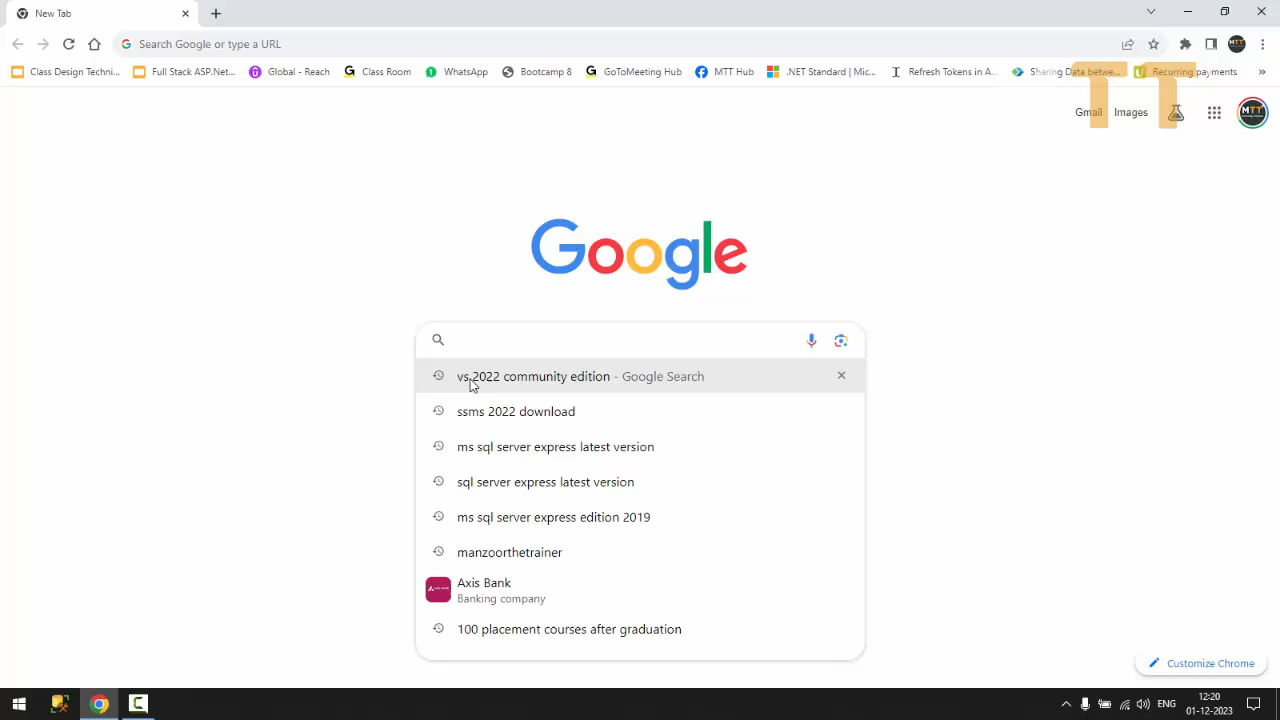 New Tab
Search Google or type a URL
Class Design Techni... Full Stack ASP.Net... Global - Reach Class Room WhatsApp Bootcamp 8 GoToMeeting Hub MTT Hub .NET Standard | Mic... Refresh Tokens in A... Sharing Data betwe... Recurring payments »
TT
Gmail Images MTT
Google
vs 2022 community edition - Google Search
ssms 2022 download
ms sql server express latest version
sql server express latest version
ms sql server express edition 2019
manzoorthetrainer
Axis Bank
Banking company
100 placement courses after graduation
Customize Chrome
ENG
12:20
01-12-2023